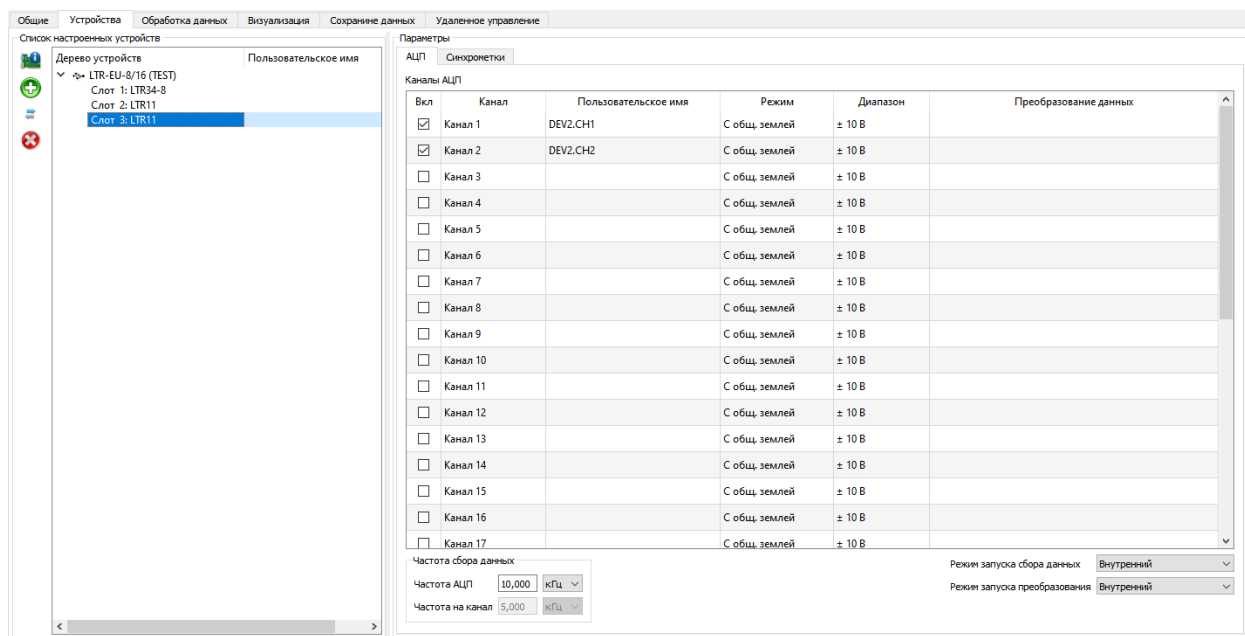 Общие Устройства Обработка данных Визуализация Сохранине данных Удаленное управление
Список настроенных устройств
Дерево устройств Пользовательское имя
LTR-EU-8/16 (TEST)
Слот 1: LTR34-8
Слот 2: LTR11
Слот 3: LTR11
Параметры
АЦП Синхрометки
Каналы АЦП
Вкл Канал Пользовательское имя Режим Диапазон Преобразование данных
Канал 1 DEV2.CH1 С общ. землей ± 10 В
Канал 2 DEV2.CH2 С общ. землей ± 10 В
Канал 3 С общ. землей ± 10 В
Канал 4 С общ. землей ± 10 В
Канал 5 С общ. землей ± 10 В
Канал 6 С общ. землей ± 10 В
Канал 7 С общ. землей ± 10 В
Канал 8 С общ. землей ± 10 В
Канал 9 С общ. землей ± 10 В
Канал 10 С общ. землей ± 10 В
Канал 11 С общ. землей ± 10 В
Канал 12 С общ. землей ± 10 В
Канал 13 С общ. землей ± 10 В
Канал 14 С общ. землей ± 10 В
Канал 15 С общ. землей ± 10 В
Канал 16 С общ. землей ± 10 В
Канал 17 С общ. землей ± 10 В
Частота сбора данных
Частота АЦП 10,000 кГц
Частота на канал 5,000 кГц
Режим запуска сбора данных Внутренний
Режим запуска преобразования Внутренний